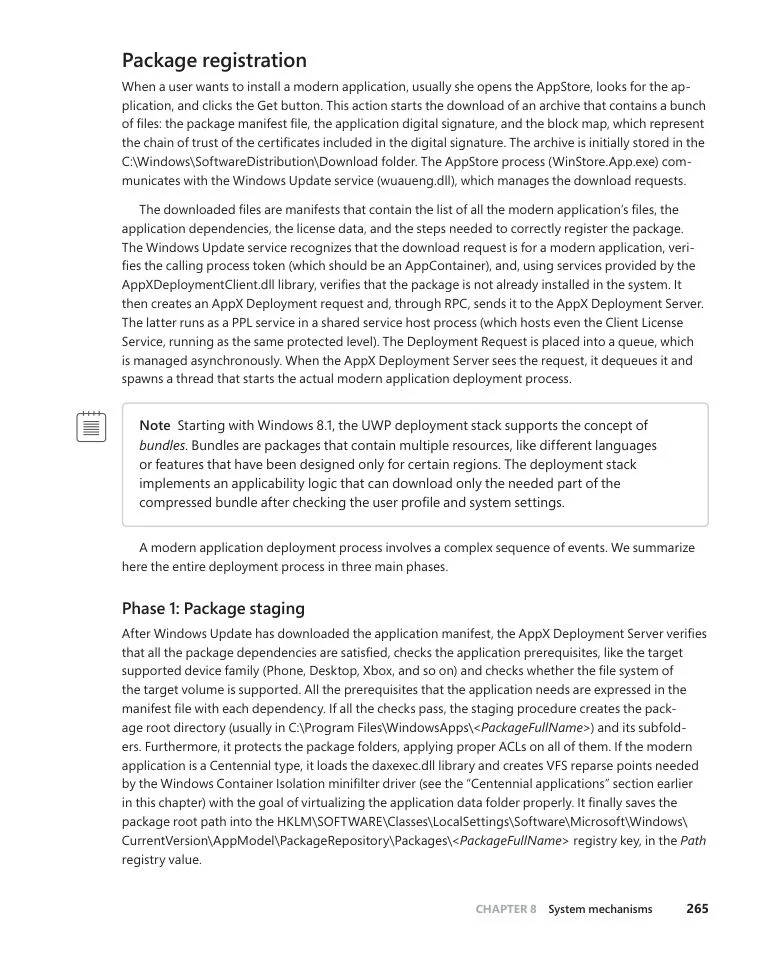 Package registration
When a user wants to install a modern application, usually she opens the AppStore, looks for the ap-
plication, and clicks the Get button. This action starts the download of an archive that contains a bunch
of files: the package manifest file, the application digital signature, and the block map, which represent
the chain of trust of the certificates included in the digital signature. The archive is initially stored in the
C:\Windows\SoftwareDistribution\Download folder. The AppStore process (WinStore.App.exe) com-
municates with the Windows Update service (wuaueng.dll), which manages the download requests.
The downloaded files are manifests that contain the list of all the modern application's files, the
application dependencies, the license data, and the steps needed to correctly register the package.
The Windows Update service recognizes that the download request is for a modern application, veri-
fies the calling process token (which should be an AppContainer), and, using services provided by the
AppXDeploymentClient.dll library, verifies that the package is not already installed in the system. It
then creates an AppX Deployment request and, through RPC, sends it to the AppX Deployment Server.
The latter runs as a PPL service in a shared service host process (which hosts even the Client License
Service, running as the same protected level). The Deployment Request is placed into a queue, which
is managed asynchronously. When the AppX Deployment Server sees the request, it dequeues it and
spawns a thread that starts the actual modern application deployment process.
Note Starting with Windows 8.1, the UWP deployment stack supports the concept of
bundles. Bundles are packages that contain multiple resources, like different languages
or features that have been designed only for certain regions. The deployment stack
implements an applicability logic that can download only the needed part of the
compressed bundle after checking the user profile and system settings.
A modern application deployment process involves a complex sequence of events. We summarize
here the entire deployment process in three main phases.
Phase 1: Package staging
After Windows Update has downloaded the application manifest, the AppX Deployment Server verifies
that all the package dependencies are satisfied, checks the application prerequisites, like the target
supported device family (Phone, Desktop, Xbox, and so on) and checks whether the file system of
the target volume is supported. All the prerequisites that the application needs are expressed in the
manifest file with each dependency. If all the checks pass, the staging procedure creates the pack-
age root directory (usually in C:\Program Files\WindowsApps\<PackageFullName>) and its subfold-
ers. Furthermore, it protects the package folders, applying proper ACLs on all of them. If the modern
application is a Centennial type, it loads the daxexec.dll library and creates VFS reparse points needed
by the Windows Container Isolation minifilter driver (see the "Centennial applications" section earlier
in this chapter) with the goal of virtualizing the application data folder properly. It finally saves the
package root path into the HKLM\SOFTWARE\Classes\LocalSettings\Software\Microsoft\Windows\
CurrentVersion\AppModel\PackageRepository\Packages\<PackageFullName> registry key, in the Path
registry value.
CHAPTER 8 System mechanisms 265